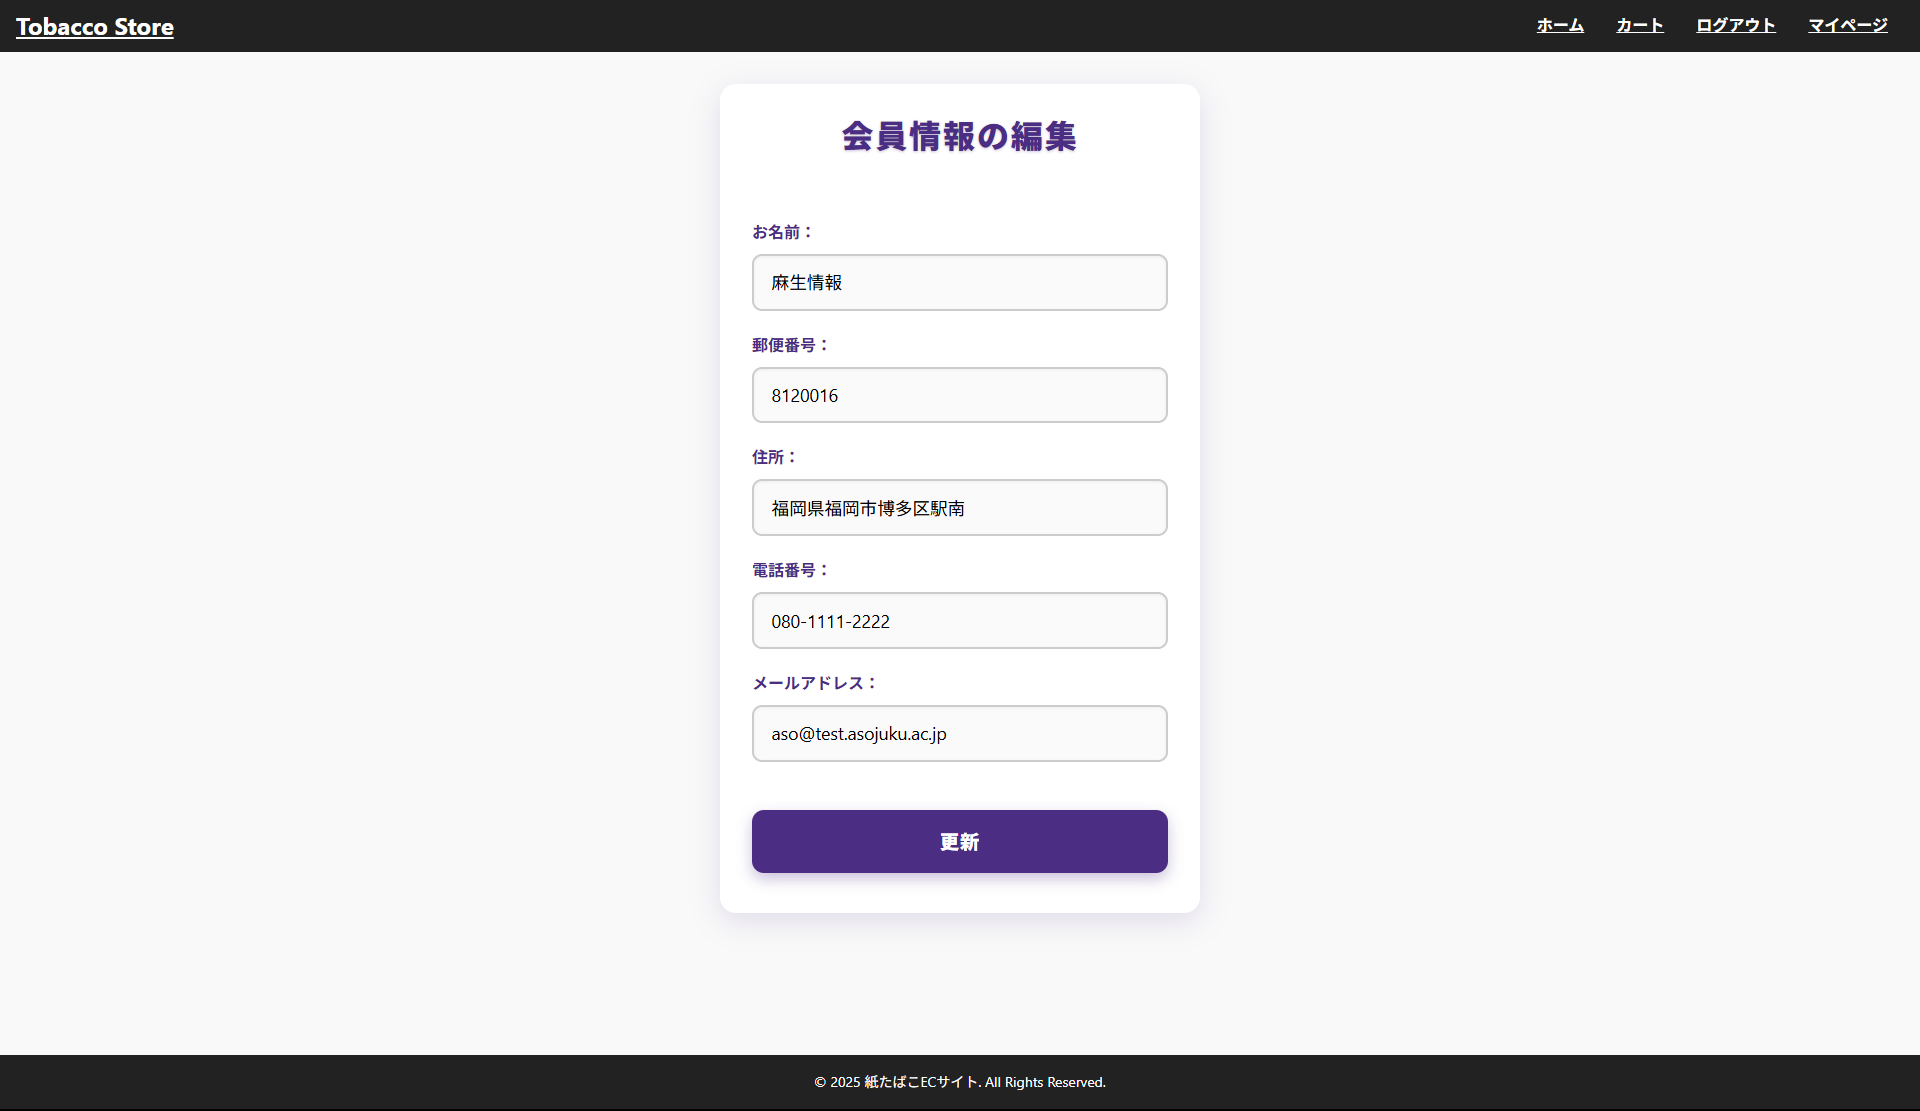 Tobacco Store
ホーム カート ログアウト マイページ
会員情報の編集
お名前：
麻生情報
郵便番号：
8120016
住所：
福岡県福岡市博多区駅南
電話番号：
080-1111-2222
メールアドレス：
aso@test.asojuku.ac.jp
更新
© 2025 紙たばこECサイト. All Rights Reserved.